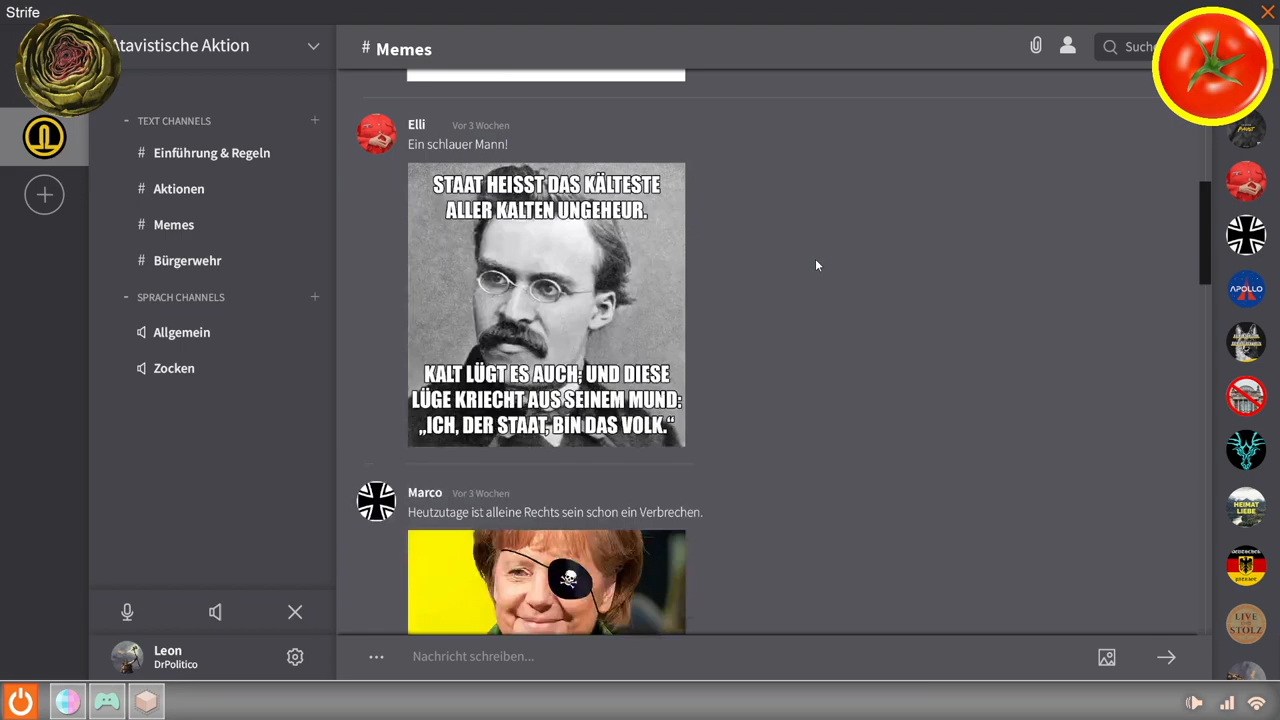 Strife
Atavistische Aktion
# Memes
Suche
TEXT CHANNELS
# Einführung & Regeln
# Aktionen
# Memes
# Bürgerwehr
SPRACH CHANNELS
Allgemein
Zocken
Leon
DrPolitico
Elli Vor 3 Wochen
Ein schlauer Mann!
STAAT HEISST DAS KÄLTESTE
ALLER KALTEN UNGEHEUR.
KALT LÜGT ES AUCH; UND DIESE
LÜGE KRIECHT AUS SEINEM MUND:
„ICH, DER STAAT, BIN DAS VOLK.“
Marco Vor 3 Wochen
Heutzutage ist alleine Rechts sein schon ein Verbrechen.
Nachricht schreiben...
APOLLO
HEIMAT
LIEBE
LIVE
STOLZ